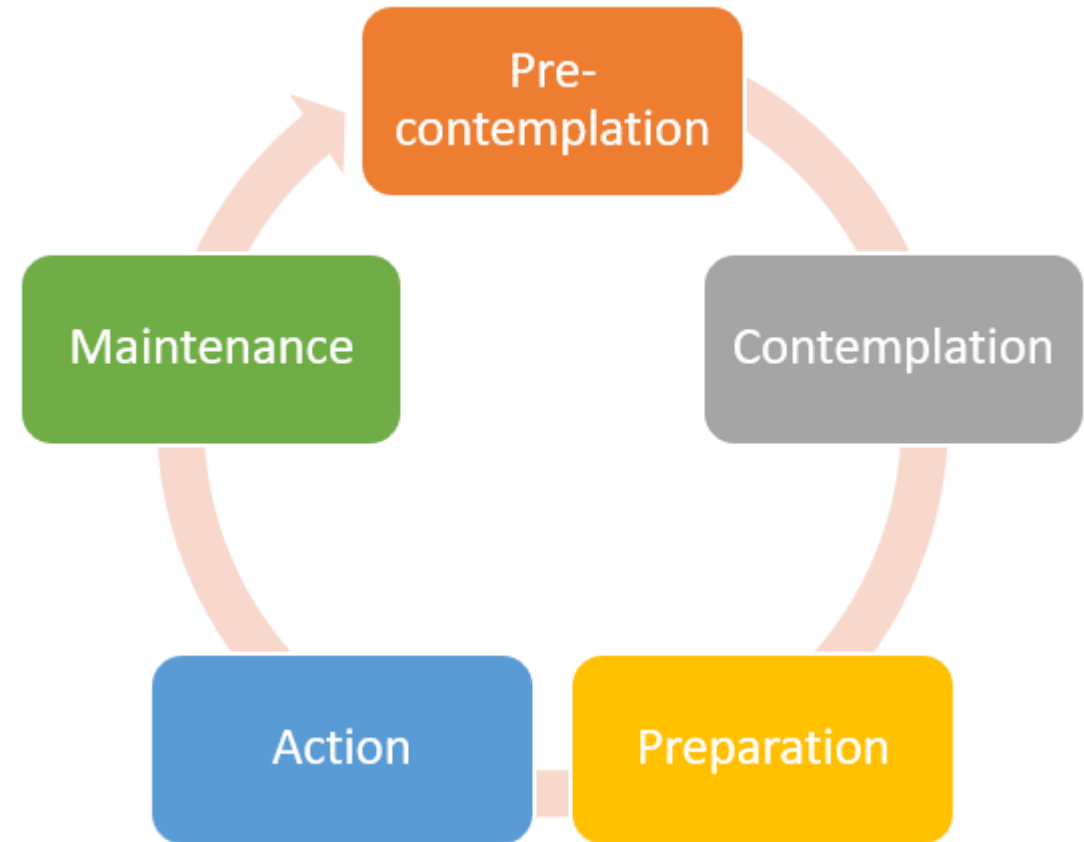 Pre-
contemplation
Contemplation
Preparation
Action
Maintenance